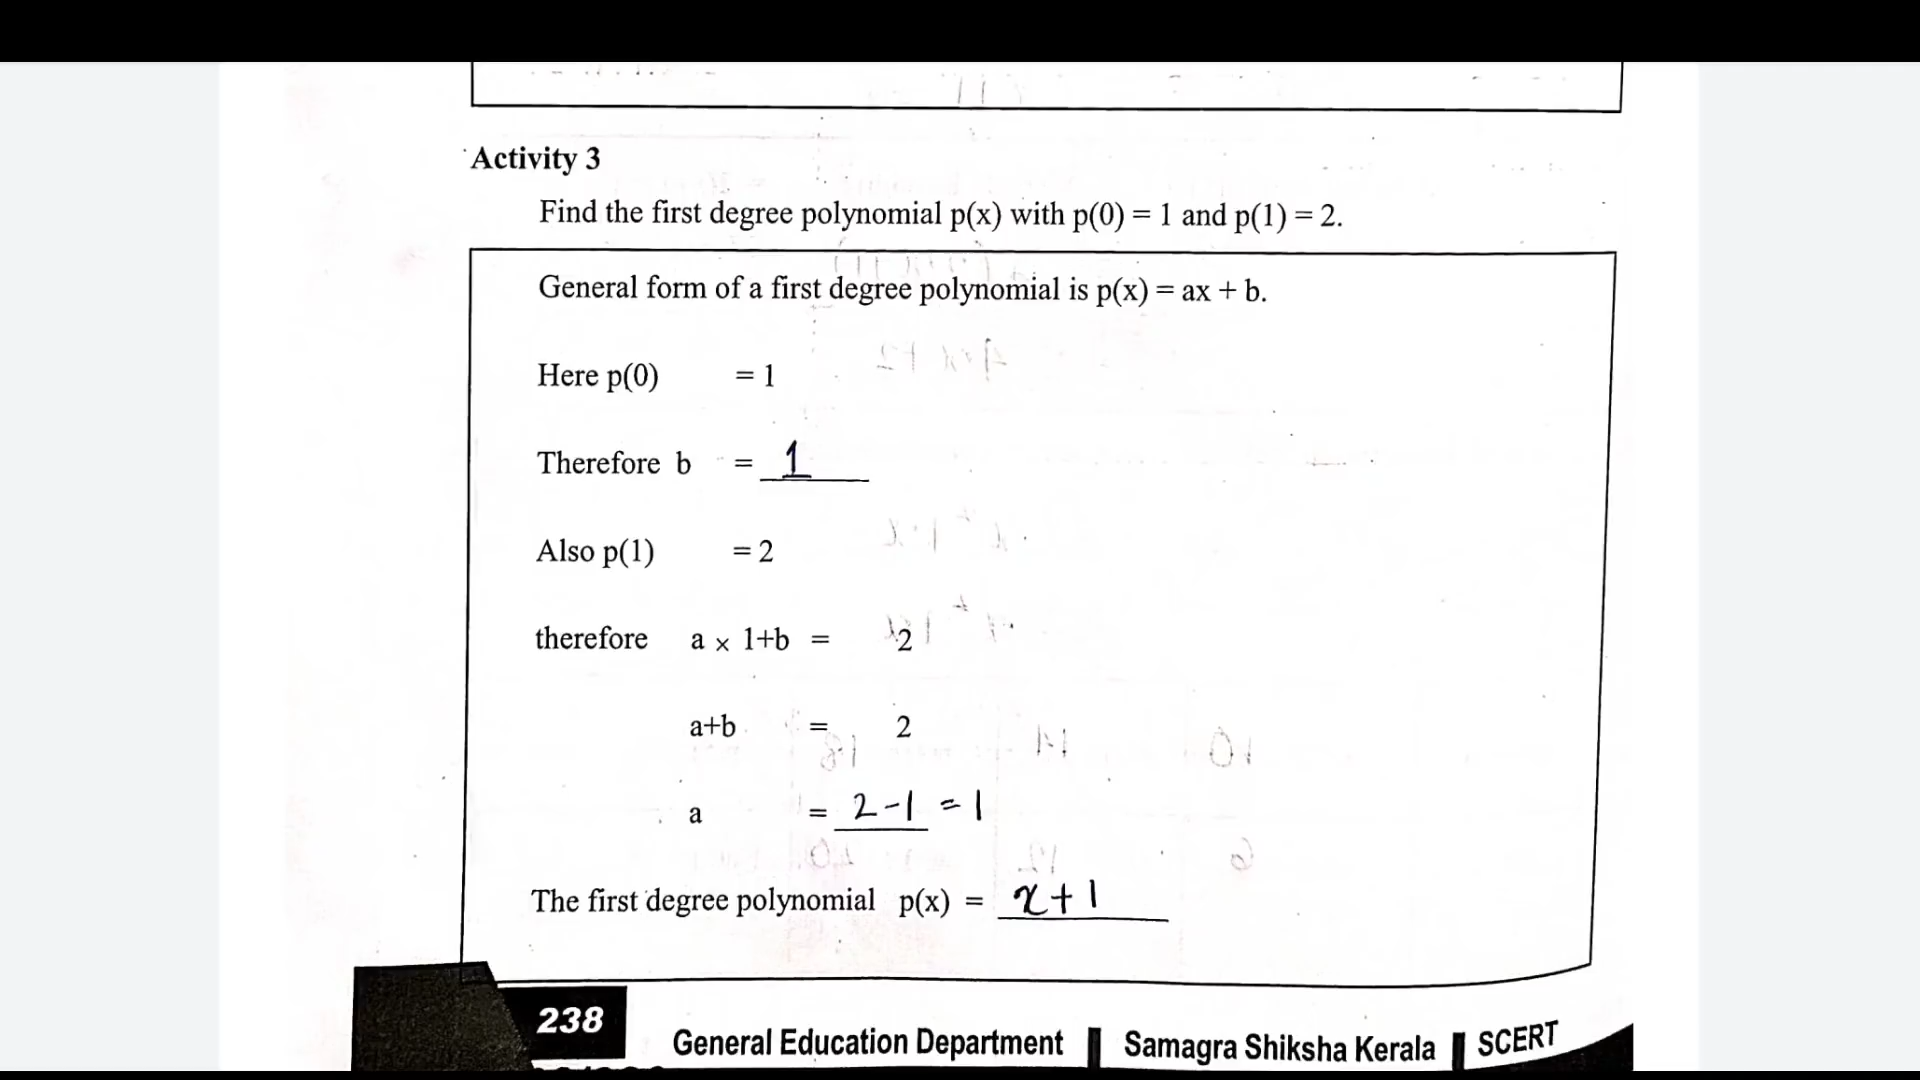 Activity 3
Find the first degree polynomial p(x) with p(0) = 1 and p(1) = 2.
General form of a first degree polynomial is p(x) = ax + b.
Here p(0) = 1
Therefore b = 1
Also p(1) = 2
therefore a × 1+b = 2
a+b = 2
a = 2-1 = 1
The first degree polynomial p(x) = x+1
238
General Education Department | Samagra Shiksha Kerala | SCERT